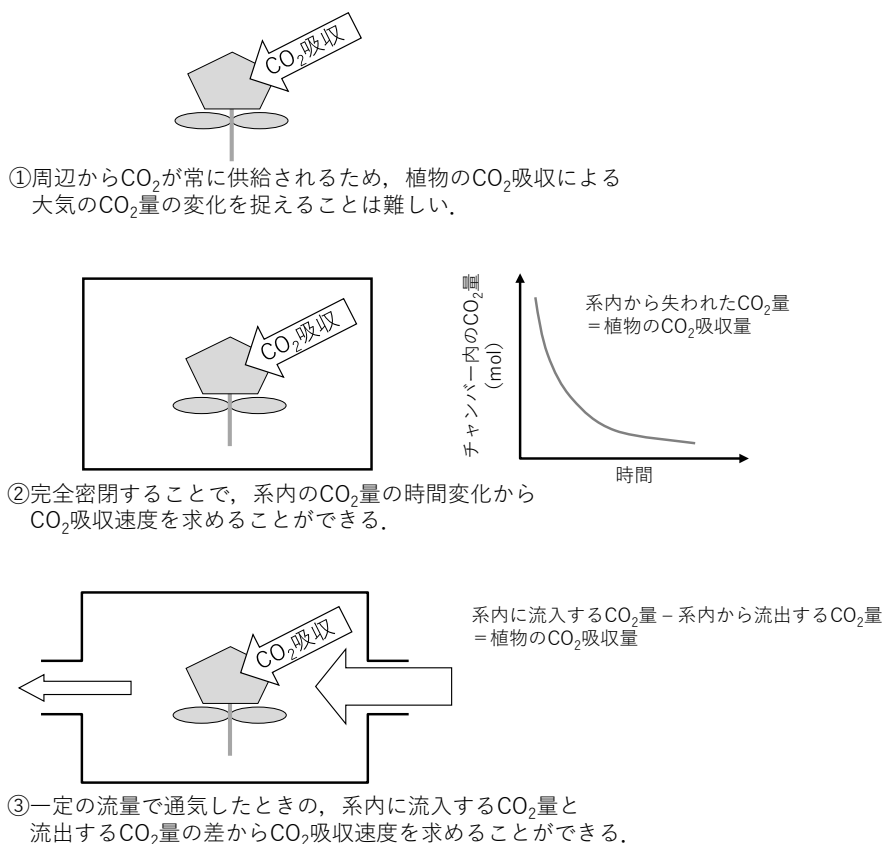 CO₂吸収
①周辺からCO₂が常に供給されるため，植物のCO₂吸収による
大気のCO₂量の変化を捉えることは難しい．
CO₂吸収
チャンバー内のCO₂量
(mol)
系内から失われたCO₂量
＝植物のCO₂吸収量
時間
②完全密閉することで，系内のCO₂量の時間変化から
CO₂吸収速度を求めることができる．
CO₂吸収
系内に流入するCO₂量 – 系内から流出するCO₂量
＝植物のCO₂吸収量
③一定の流量で通気したときの，系内に流入するCO₂量と
流出するCO₂量の差からCO₂吸収速度を求めることができる．